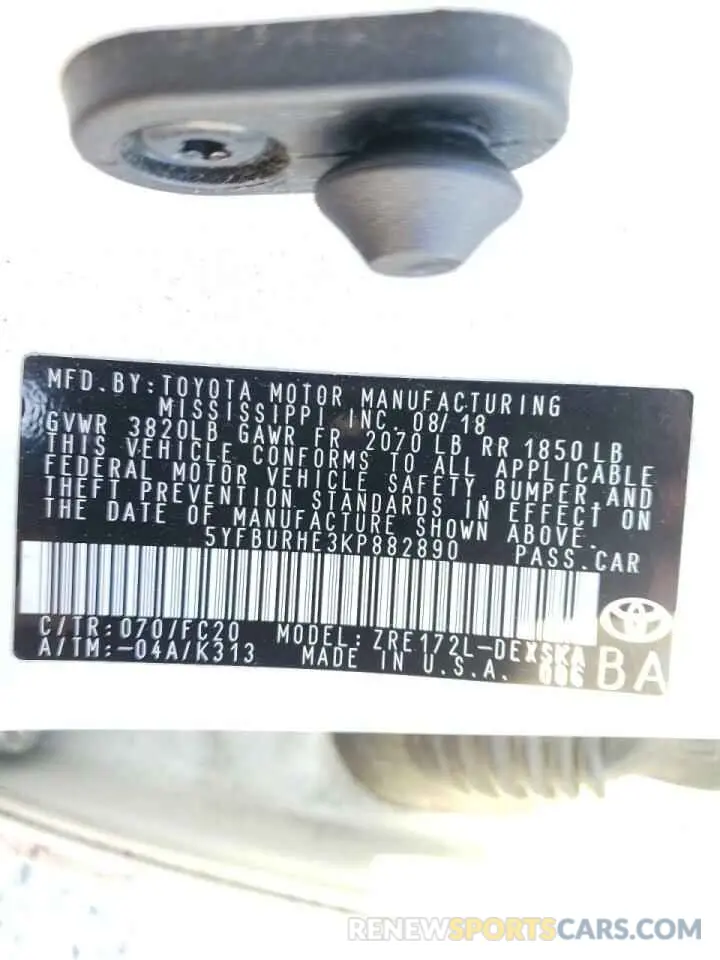 MFD. BY: TOYOTA MOTOR MANUFACTURING
MISSISSIPPI INC. 08/18
GVWR 3820LB GAWR FR 2070 LB RR 1850 LB
THIS VEHICLE CONFORMS TO ALL APPLICABLE
FEDERAL MOTOR VEHICLE SAFETY, BUMPER, AND
THEFT PREVENTION STANDARDS IN EFFECT ON
THE DATE OF MANUFACTURE SHOWN ABOVE.
5YFBURHE3KP882890 PASS. CAR
C/TR: 070/FC20 MODEL: ZRE172L-DEXSKA
A/TM: -04A/K313 MADE IN U.S.A. 086 BA
RENEWSPORTSCARS.COM